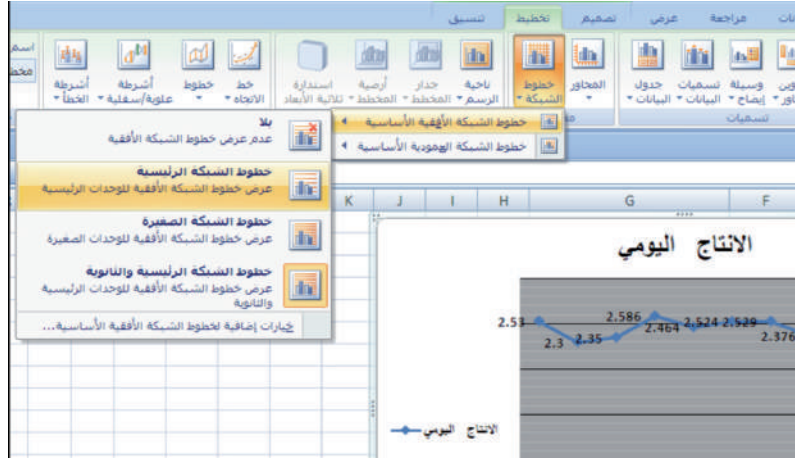 مراجعة عرض تصميم تخطيط تنسيق
المحاور
خطوط الشبكة
جدول البيانات
تسميات البيانات
وسيلة إيضاح
ناحية الرسم
جدار المخطط
أرضية المخطط
استدارة ثلاثية الأبعاد
خط الاتجاه
خطوط
أشرطة علوية/سفلية
أشرطة الخطأ
تسميات
خطوط الشبكة الأفقية الأساسية
خطوط الشبكة العمودية الأساسية
بلا
عدم عرض خطوط الشبكة الأفقية
خطوط الشبكة الرئيسية
عرض خطوط الشبكة الأفقية للوحدات الرئيسية
خطوط الشبكة الصغيرة
عرض خطوط الشبكة الأفقية للوحدات الصغيرة
خطوط الشبكة الرئيسية والثانوية
عرض خطوط الشبكة الأفقية للوحدات الرئيسية
والثانوية
خيارات إضافية لخطوط الشبكة الأفقية الأساسية...
F G H I J K
الانتاج اليومي
2.53 2.3 2.35 2.586 2.464 2.524 2.529 2.376
الانتاج اليومي